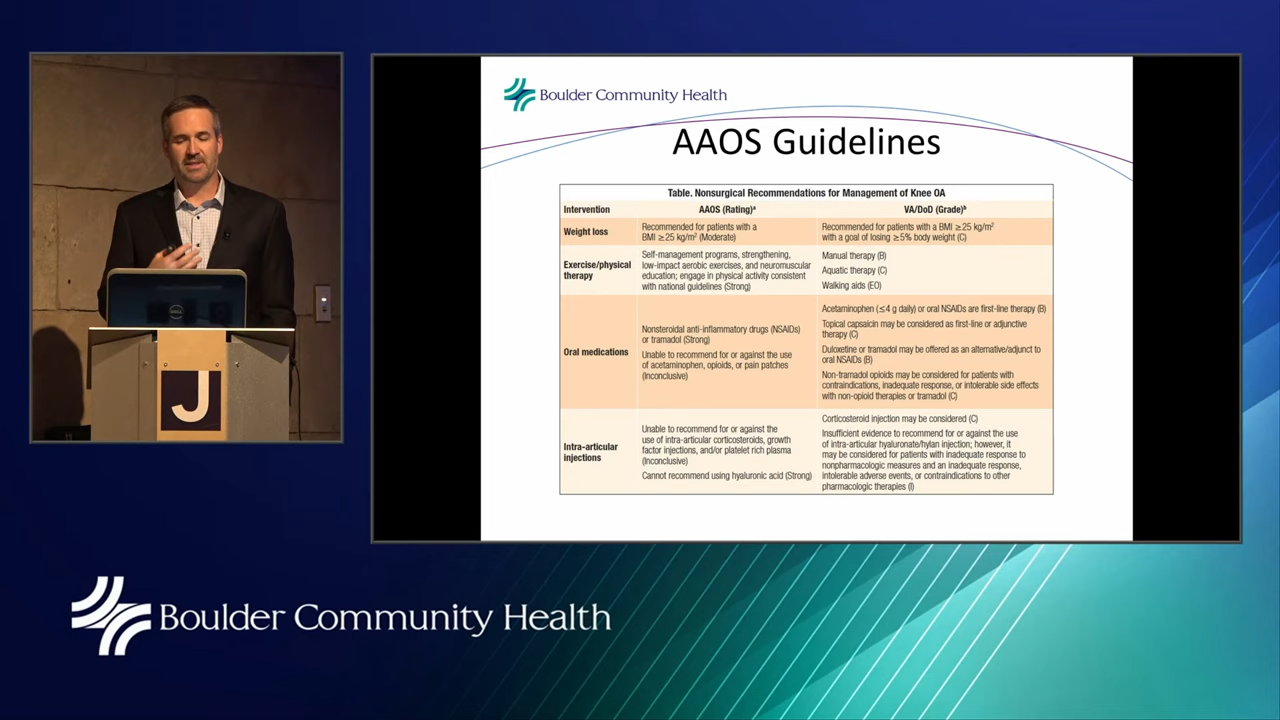 Boulder Community Health
AAOS Guidelines
Table. Nonsurgical Recommendations for Management of Knee OA
Intervention
AAOS (Rating)ᵃ
VA/DoD (Grade)ᵇ
Weight loss
Recommended for patients with a
BMI ≥25 kg/m² (Moderate)
Recommended for patients with a BMI ≥25 kg/m²
with a goal of losing ≥5% body weight (C)
Exercise/physical
therapy
Self-management programs, strengthening,
low-impact aerobic exercises, and neuromuscular
education; engage in physical activity consistent
with national guidelines (Strong)
Manual therapy (B)
Aquatic therapy (C)
Walking aids (EO)
Oral medications
Nonsteroidal anti-inflammatory drugs (NSAIDs)
or tramadol (Strong)
Unable to recommend for or against the use
of acetaminophen, opioids, or pain patches
(Inconclusive)
Acetaminophen (≤4 g daily) or oral NSAIDs are first-line therapy (B)
Topical capsaicin may be considered as first-line or adjunctive
therapy (C)
Duloxetine or tramadol may be offered as an alternative/adjunct to
oral NSAIDs (B)
Non-tramadol opioids may be considered for patients with
contraindications, inadequate response, or intolerable side effects
with non-opioid therapies or tramadol (C)
Intra-articular
injections
Unable to recommend for or against the
use of intra-articular corticosteroids, growth
factor injections, and/or platelet rich plasma
(Inconclusive)
Cannot recommend using hyaluronic acid (Strong)
Corticosteroid injection may be considered (C)
Insufficient evidence to recommend for or against the use
of intra-articular hyaluronate/hylan injection; however, it
may be considered for patients with inadequate response to
nonpharmacologic measures and an inadequate response,
intolerable adverse events, or contraindications to other
pharmacologic therapies (I)
DELL
J
Boulder Community Health